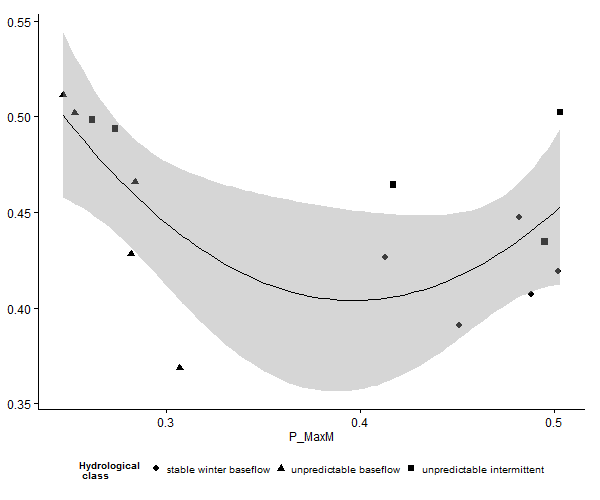 0.55
0.50
0.45
0.40
0.35
0.3 0.4 0.5
P_MaxM
Hydrological
class
stable winter baseflow unpredictable baseflow unpredictable intermittent